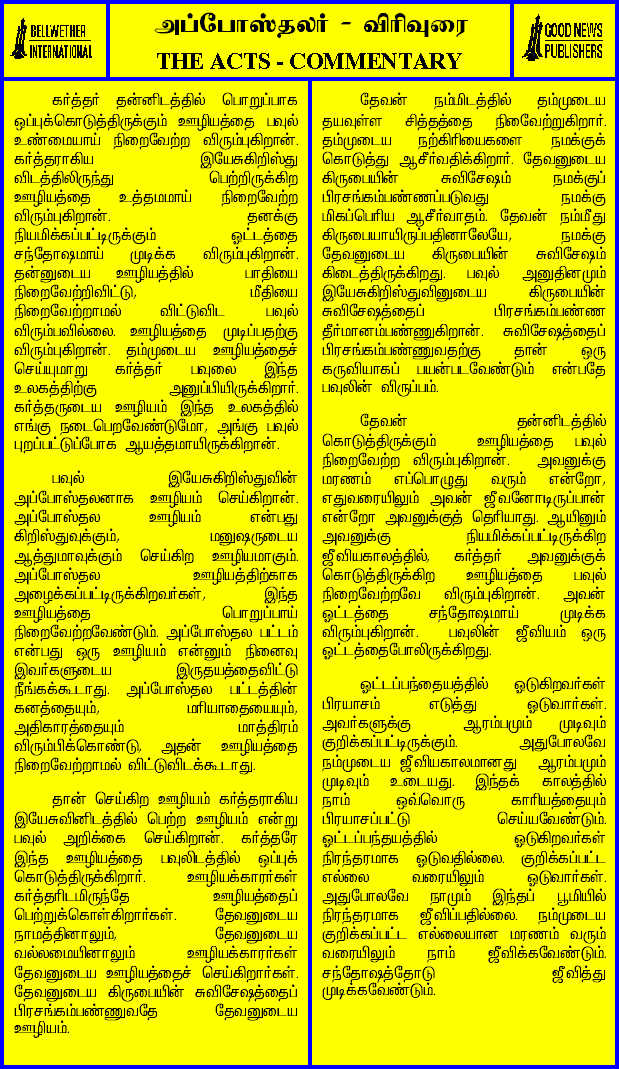 BELLWETHER
INTERNATIONAL
அப்போஸ்தலர் - விரிவுரை
THE ACTS - COMMENTARY
GOOD NEWS
PUBLISHERS
கர்த்தர் தன்னிடத்தில் பொறுப்பாக
ஒப்புக்கொடுத்திருக்கும் ஊழியத்தை பவுல்
உண்மையாய் நிறைவேற்ற விரும்புகிறான்.
கர்த்தராகிய இயேசுகிறிஸ்து
விடத்திலிருந்து பெற்றிருக்கிற
ஊழியத்தை உத்தமமாய் நிறைவேற்ற
விரும்புகிறான். தனக்கு
நியமிக்கப்பட்டிருக்கும் ஓட்டத்தை
சந்தோஷமாய் முடிக்க விரும்புகிறான்.
தன்னுடைய ஊழியத்தில் பாதியை
நிறைவேற்றிவிட்டு, மீதியை
நிறைவேற்றாமல் விட்டுவிட பவுல்
விரும்பவில்லை. ஊழியத்தை முடிப்பதற்கு
விரும்புகிறான். தம்முடைய ஊழியத்தைச்
செய்யுமாறு கர்த்தர் பவுலை இந்த
உலகத்திற்கு அனுப்பியிருக்கிறார்.
கர்த்தருடைய ஊழியம் இந்த உலகத்தில்
எங்கு நடைபெறவேண்டுமோ, அங்கு பவுல்
புறப்பட்டுப்போக ஆயத்தமாயிருக்கிறான்.
பவுல் இயேசுகிறிஸ்துவின்
அப்போஸ்தலனாக ஊழியம் செய்கிறான்.
அப்போஸ்தல ஊழியம் என்பது
கிறிஸ்துவுக்கும், மனுஷருடைய
ஆத்துமாவுக்கும் செய்கிற ஊழியமாகும்.
அப்போஸ்தல ஊழியத்திற்காக
அழைக்கப்பட்டிருக்கிறவர்கள், இந்த
ஊழியத்தை பொறுப்பாய்
நிறைவேற்றவேண்டும். அப்போஸ்தல பட்டம்
என்பது ஒரு ஊழியம் என்னும் நினைவு
இவர்களுடைய இருதயத்தைவிட்டு
நீங்கக்கூடாது. அப்போஸ்தல பட்டத்தின்
கனத்தையும், மரியாதையையும்,
அதிகாரத்தையும் மாத்திரம்
விரும்பிக்கொண்டு, அதன் ஊழியத்தை
நிறைவேற்றாமல் விட்டுவிடக்கூடாது.
தான் செய்கிற ஊழியம் கர்த்தராகிய
இயேசுவினிடத்தில் பெற்ற ஊழியம் என்று
பவுல் அறிக்கை செய்கிறான். கர்த்தரே
இந்த ஊழியத்தை பவுலிடத்தில் ஒப்புக்
கொடுத்திருக்கிறார். ஊழியக்காரர்கள்
கர்த்தரிடமிருந்தே ஊழியத்தைப்
பெற்றுக்கொள்கிறார்கள். தேவனுடைய
நாமத்தினாலும், தேவனுடைய
வல்லமையினாலும் ஊழியக்காரர்கள்
தேவனுடைய ஊழியத்தைச் செய்கிறார்கள்.
தேவனுடைய கிருபையின் சுவிசேஷத்தைப்
பிரசங்கம்பண்ணுவதே தேவனுடைய
ஊழியம்.
தேவன் நம்மிடத்தில் தம்முடைய
தயவுள்ள சித்தத்தை நிவைேற்றுகிறார்.
தம்முடைய நற்கிரியைகளை நமக்குக்
கொடுத்து ஆசீர்வதிக்கிறார். தேவனுடைய
கிருபையின் சுவிசேஷம் நமக்குப்
பிரசங்கம்பண்ணப்படுவது நமக்கு
மிகப்பெரிய ஆசீர்வாதம். தேவன் நம்மீது
கிருபையாயிருப்பதினாலேயே, நமக்கு
தேவனுடைய கிருபையின் சுவிசேஷம்
கிடைத்திருக்கிறது. பவுல் அனுதினமும்
இயேசுகிறிஸ்துவினுடைய கிருபையின்
சுவிசேஷத்தைப் பிரசங்கம்பண்ண
தீர்மானம்பண்ணுகிறான். சுவிசேஷத்தைப்
பிரசங்கம்பண்ணுவதற்கு தான் ஒரு
கருவியாகப் பயன்படவேண்டும் என்பதே
பவுலின் விருப்பம்.
தேவன் தன்னிடத்தில்
கொடுத்திருக்கும் ஊழியத்தை பவுல்
நிறைவேற்ற விரும்புகிறான். அவனுக்கு
மரணம் எப்பொழுது வரும் என்றோ,
எதுவரையிலும் அவன் ஜீவனோடிருப்பான்
என்றோ அவனுக்குத் தெரியாது. ஆயினும்
அவனுக்கு நியமிக்கப்பட்டிருக்கிற
ஜீவியகாலத்தில், கர்த்தர் அவனுக்குக்
கொடுத்திருக்கிற ஊழியத்தை பவுல்
நிறைவேற்றவே விரும்புகிறான். அவன்
ஓட்டத்தை சந்தோஷமாய் முடிக்க
விரும்புகிறான். பவுலின் ஜீவியம் ஒரு
ஓட்டத்தைபோலிருக்கிறது.
ஓட்டப்பந்தையத்தில் ஓடுகிறவர்கள்
பிரயாசம் எடுத்து ஓடுவார்கள்.
அவர்களுக்கு ஆரம்பமும் முடிவும்
குறிக்கப்பட்டிருக்கும். அதுபோலவே
நம்முடைய ஜீவியகாலமானது ஆரம்பமும்
முடிவும் உடையது. இந்தக் காலத்தில்
நாம் ஒவ்வொரு காரியத்தையும்
பிரயாசப்பட்டு செய்யவேண்டும்.
ஓட்டப்பந்தயத்தில் ஓடுகிறவர்கள்
நிரந்தரமாக ஓடுவதில்லை. குறிக்கப்பட்ட
எல்லை வரையிலும் ஓடுவார்கள்.
அதுபோலவே நாமும் இந்தப் பூமியில்
நிரந்தரமாக ஜீவிப்பதில்லை. நம்முடைய
குறிக்கப்பட்ட எல்லையான மரணம் வரும்
வரையிலும் நாம் ஜீவிக்கவேண்டும்.
சந்தோஷத்தோடு ஜீவித்து
முடிக்கவேண்டும்.